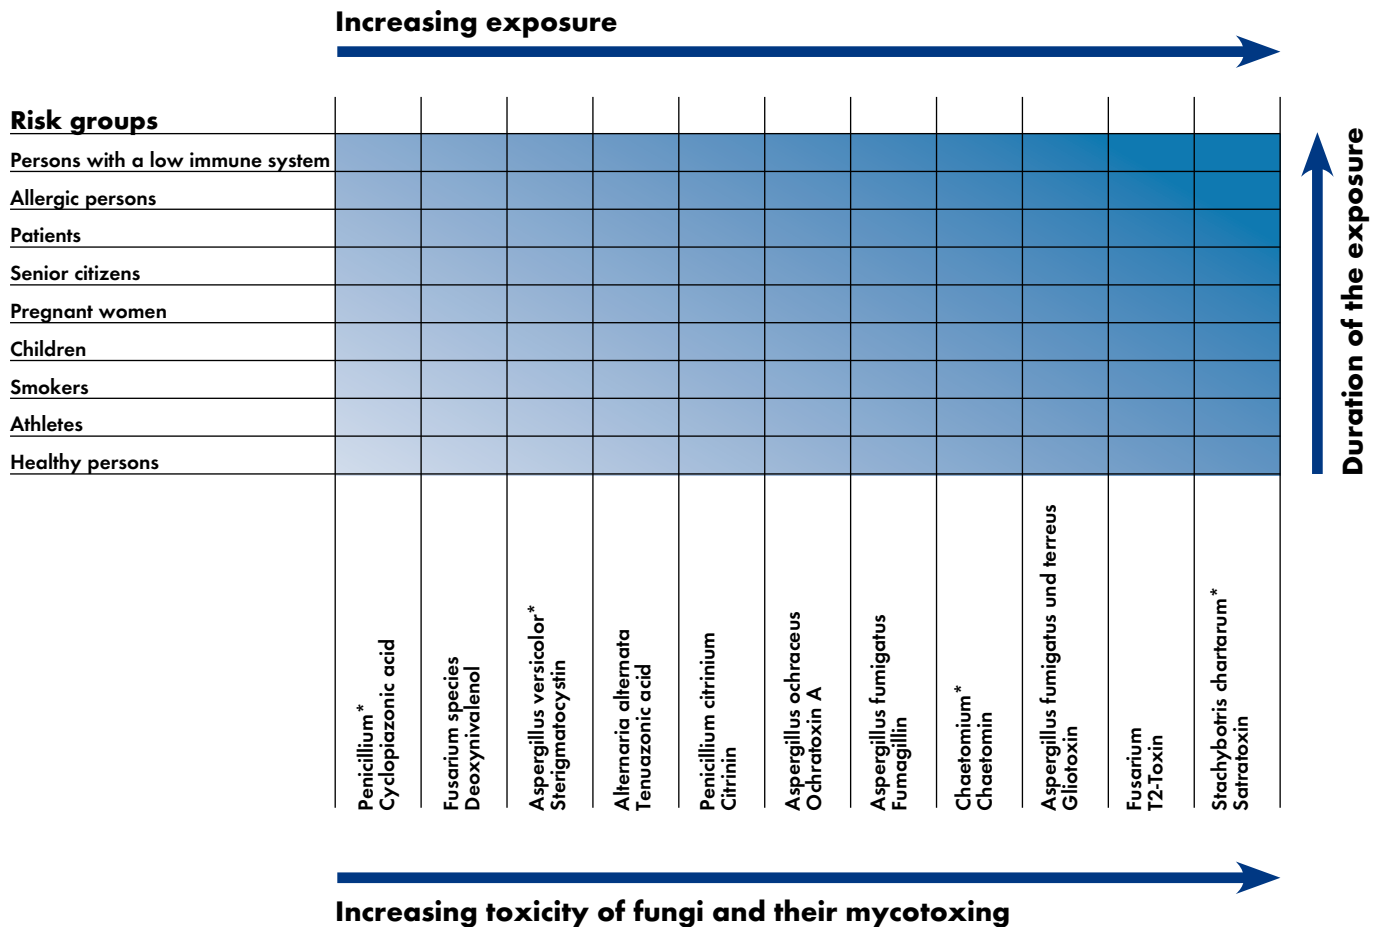 Increasing exposure
Risk groups
Persons with a low immune system
Allergic persons
Patients
Senior citizens
Pregnant women
Children
Smokers
Athletes
Healthy persons
Duration of the exposure
Penicillium*
Cyclopiazonic acid
Fusarium species
Deoxynivalenol
Aspergillus versicolor*
Sterigmatocystin
Alternaria alternata
Tenuazonic acid
Penicillium citrinium
Citrinin
Aspergillus ochraceus
Ochratoxin A
Aspergillus fumigatus
Fumagillin
Chaetomium*
Chaetomin
Aspergillus fumigatus und terreus
Gliotoxin
Fusarium
T2-Toxin
Stachybotris chartarum*
Satratoxin
Increasing toxicity of fungi and their mycotoxing